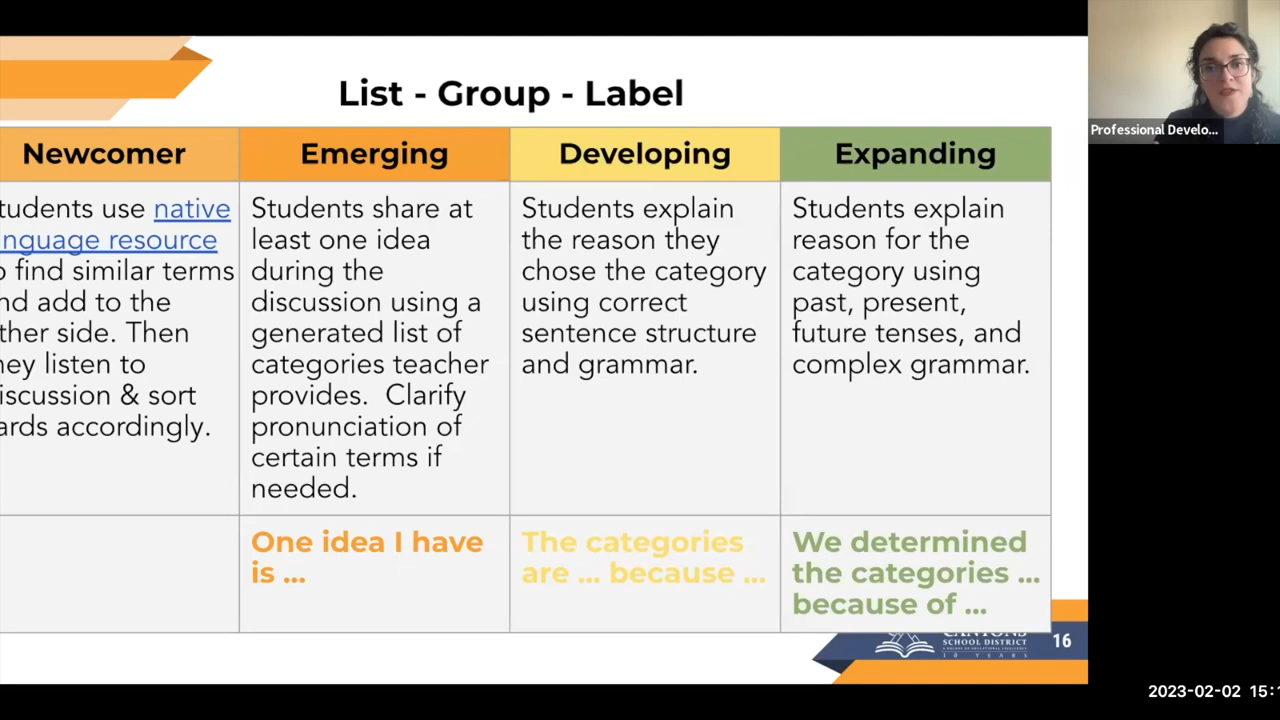 List - Group - Label
Newcomer
Emerging
Developing
Expanding
tudents use native
nguage resource
o find similar terms
nd add to the
ther side. Then
hey listen to
iscussion & sort
ards accordingly.
Students share at
least one idea
during the
discussion using a
generated list of
categories teacher
provides. Clarify
pronunciation of
certain terms if
needed.
Students explain
the reason they
chose the category
using correct
sentence structure
and grammar.
Students explain
reason for the
category using
past, present,
future tenses, and
complex grammar.
One idea I have
is ...
The categories
are ... because ...
We determined
the categories ...
because of ...
CANYONS
SCHOOL DISTRICT
16
Professional Develo...
2023-02-02 15:1